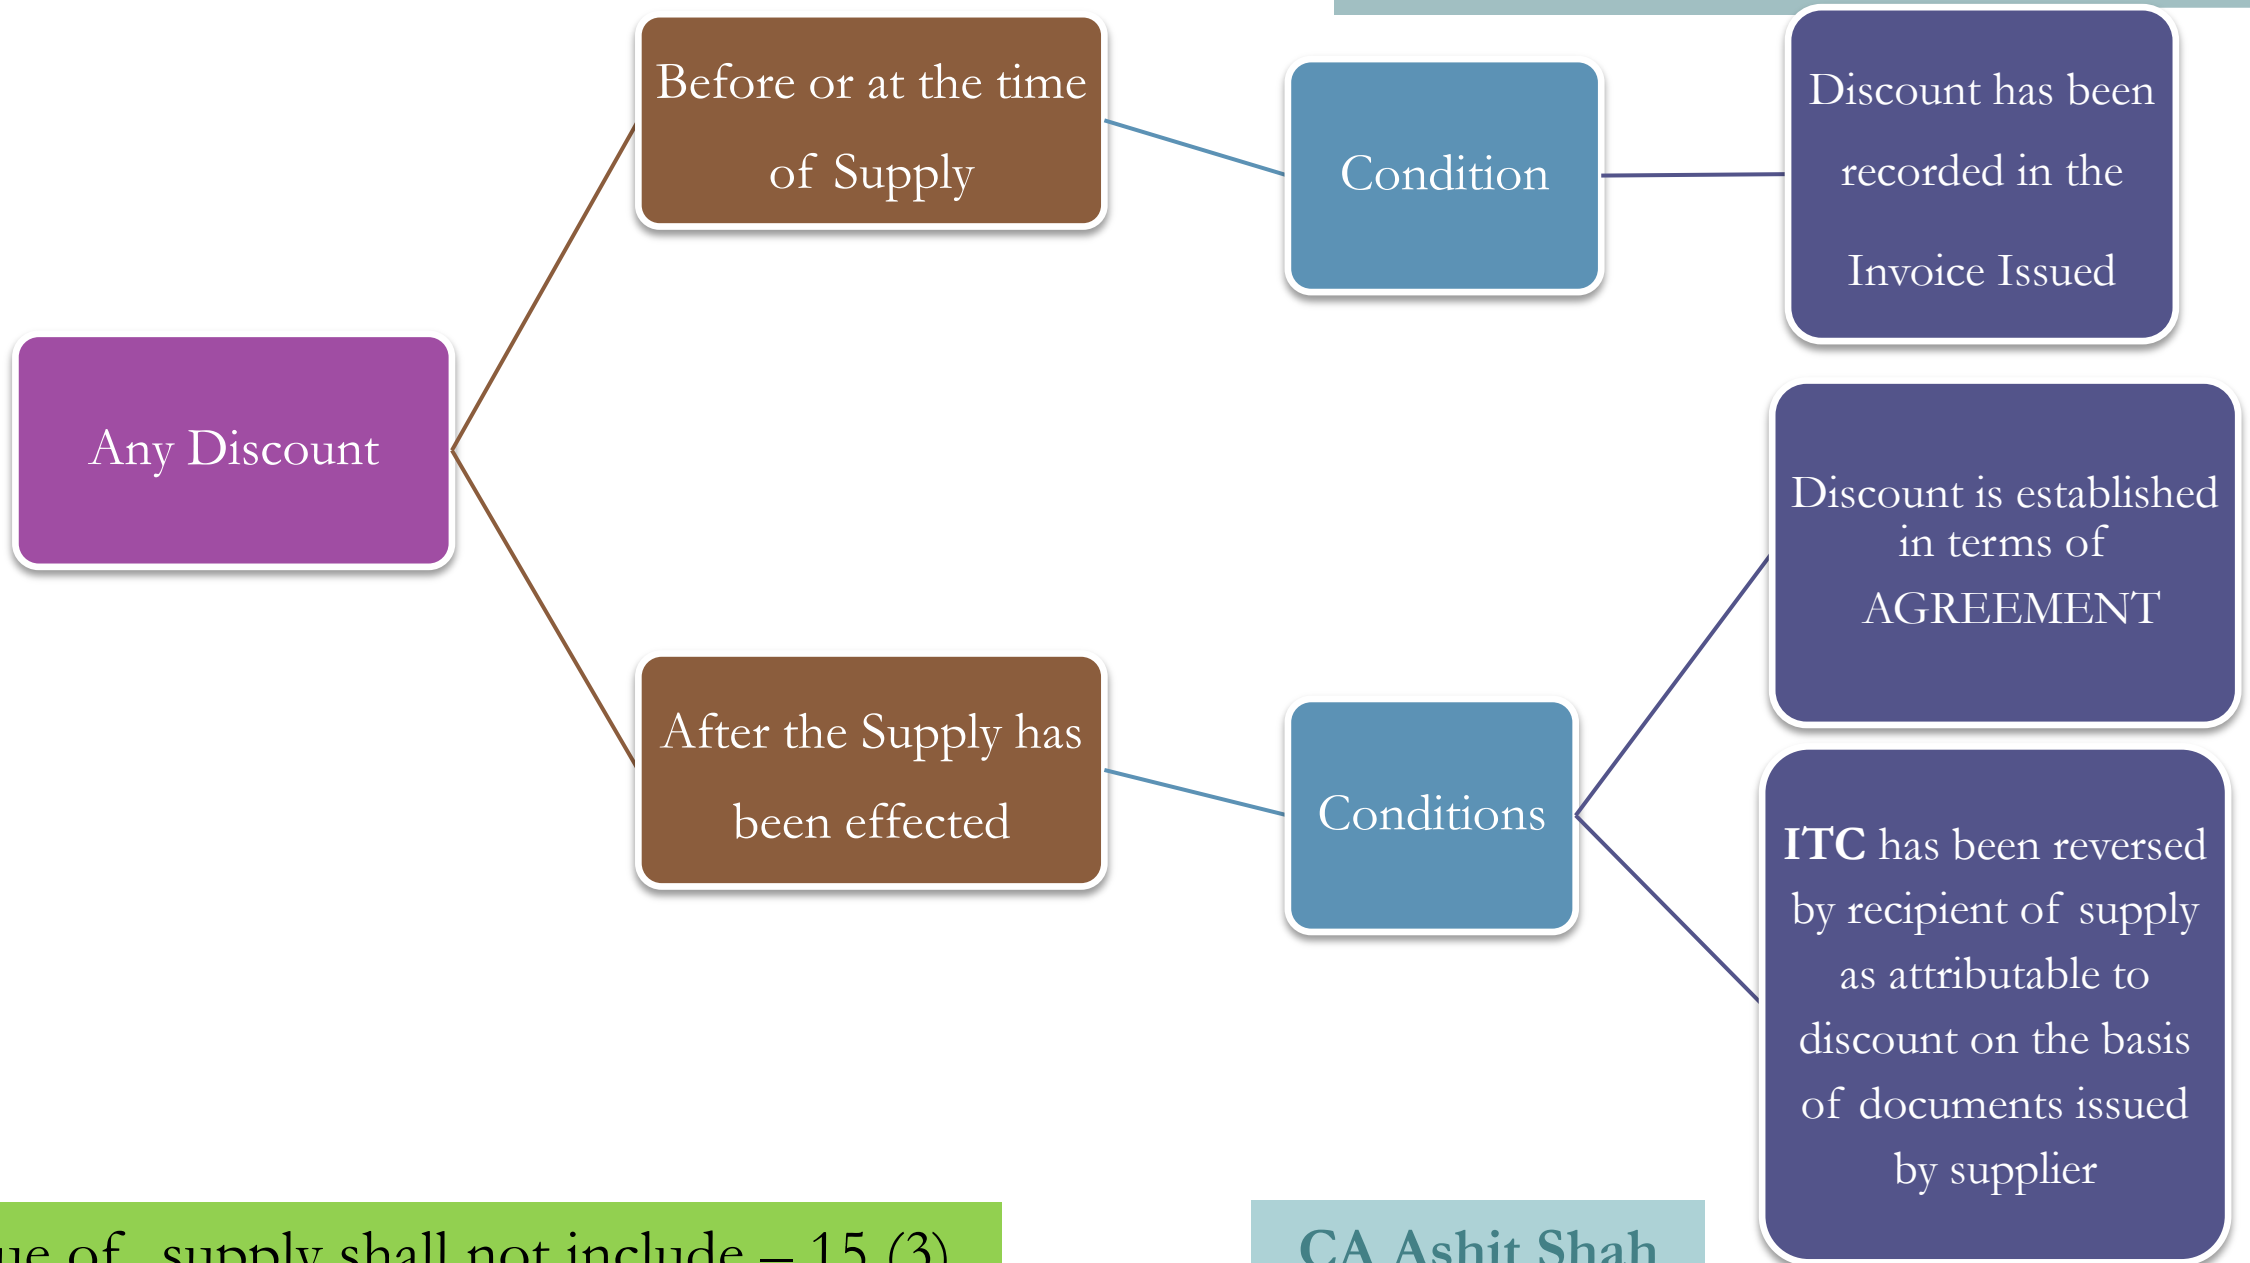 Before or at the time
of Supply
Condition
Discount has been
recorded in the
Invoice Issued
Any Discount
Discount is established
in terms of
AGREEMENT
After the Supply has
been effected
Conditions
ITC has been reversed
by recipient of supply
as attributable to
discount on the basis
of documents issued
by supplier
of supply shall not include – 15 (3)
CA Ashit Shah